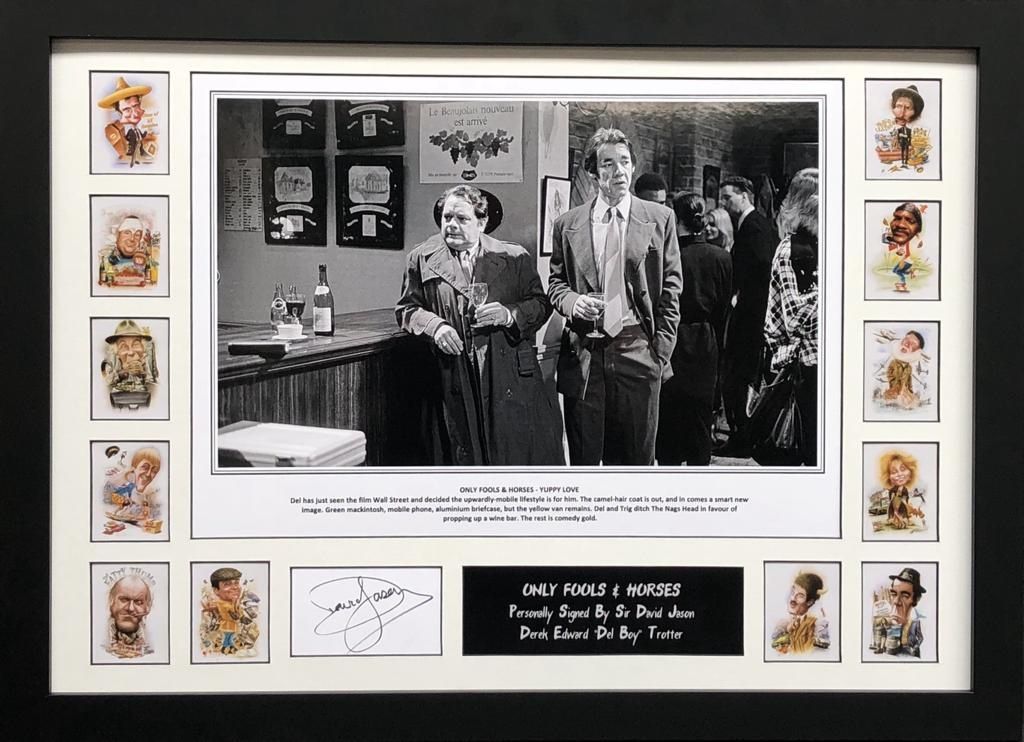 Le Beaujolais nouveau
est arrivé
ONLY FOOLS & HORSES - YUPPY LOVE
Del has just seen the film Wall Street and decided the upwardly-mobile lifestyle is for him. The camel-hair coat is out, and in comes a smart new
image. Green mackintosh, mobile phone, aluminium briefcase, but the yellow van remains. Del and Trig ditch The Nags Head in favour of
propping up a wine bar. The rest is comedy gold.
David Jason
ONLY FOOLS & HORSES
Personally Signed By Sir David Jason
Derek Edward "Del Boy" Trotter